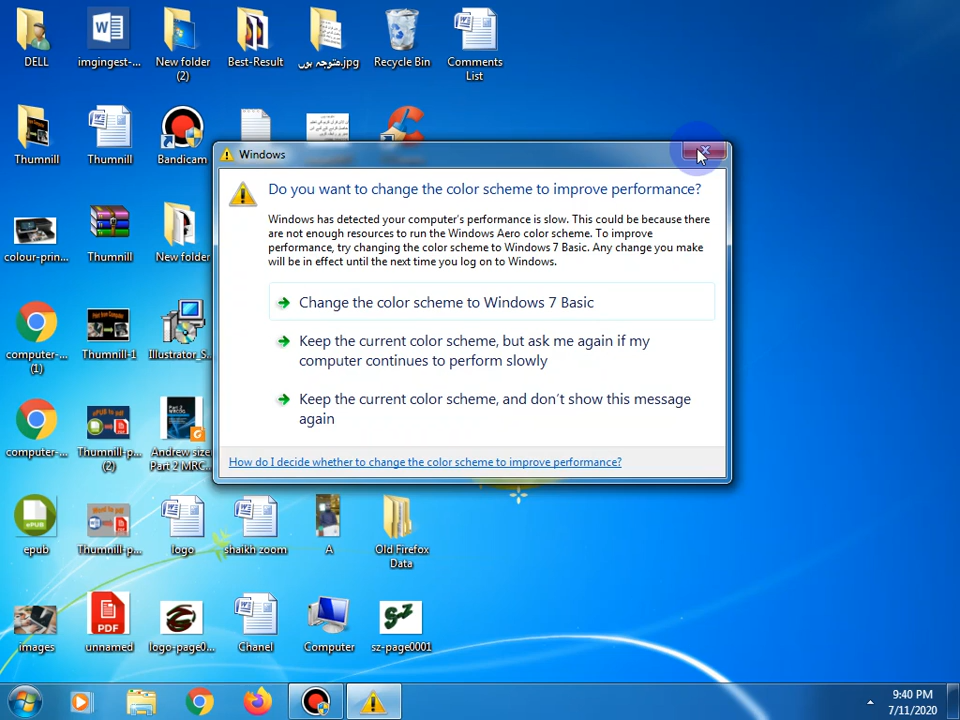 DELL
imgingest-...
New folder
(2)
Best-Result
متوجہ ہوں.jpg
Recycle Bin
Comments
List
Thumnill
Thumnill
Bandicam
colour-prin...
Thumnill
New folder
computer-...
(1)
Thumnill-1
Illustrator_S...
computer-...
Thumnill-p...
(2)
Andrew size
Part 2 MRC...
epub
Thumnill-p...
logo
shaikh zoom
A
Old Firefox
Data
images
unnamed
logo-page0...
Chanel
Computer
sz-page0001
PDF
Windows
Do you want to change the color scheme to improve performance?
Windows has detected your computer's performance is slow. This could be because there
are not enough resources to run the Windows Aero color scheme. To improve
performance, try changing the color scheme to Windows 7 Basic. Any change you make
will be in effect until the next time you log on to Windows.
Change the color scheme to Windows 7 Basic
Keep the current color scheme, but ask me again if my
computer continues to perform slowly
Keep the current color scheme, and don't show this message
again
How do I decide whether to change the color scheme to improve performance?
9:40 PM
7/11/2020